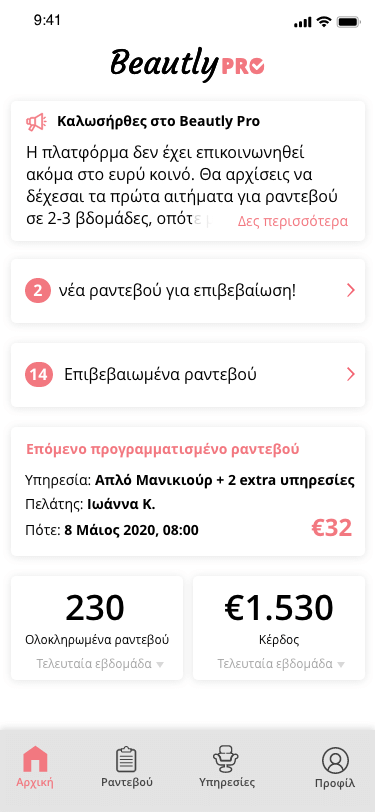 9:41
Beautly PRO
Καλωσήρθες στο Beautly Pro
Η πλατφόρμα δεν έχει επικοινωνηθεί
ακόμα στο ευρύ κοινό. Θα αρχίσεις να
δέχεσαι τα πρώτα αιτήματα για ραντεβού
σε 2-3 βδομάδες, οπότε
Δες περισσότερα
2 νέα ραντεβού για επιβεβαίωση!
14 Επιβεβαιωμένα ραντεβού
Επόμενο προγραμματισμένο ραντεβού
Υπηρεσία: Απλό Μανικιούρ + 2 extra υπηρεσίες
Πελάτης: Ιωάννα Κ.
Πότε: 8 Μάιος 2020, 08:00
€32
230
Ολοκληρωμένα ραντεβού
Τελευταία εβδομάδα
€1.530
Κέρδος
Τελευταία εβδομάδα
Αρχική
Ραντεβού
Υπηρεσίες
Προφίλ